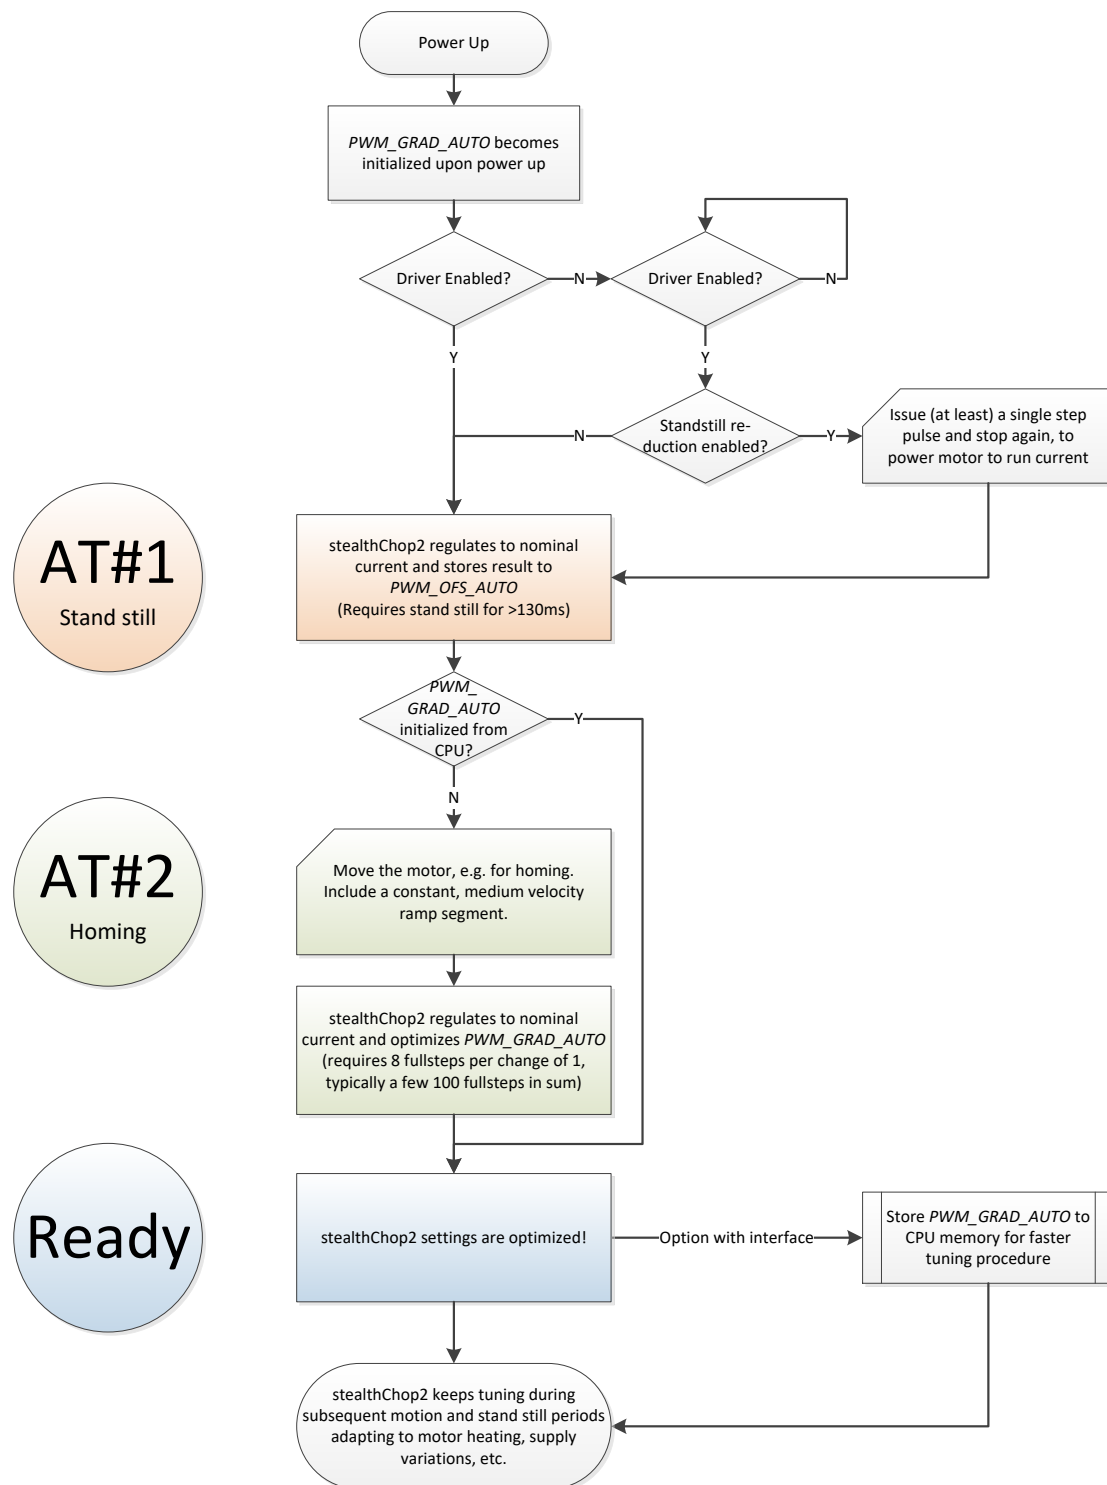 Power Up
PWM_GRAD_AUTO becomes
initialized upon power up
Driver Enabled?
N
Driver Enabled?
N
Y
Y
Standstill re-
duction enabled?
N
Y
Issue (at least) a single step
pulse and stop again, to
power motor to run current
AT#1
Stand still
stealthChop2 regulates to nominal
current and stores result to
PWM_OFS_AUTO
(Requires stand still for >130ms)
PWM_
GRAD_AUTO
initialized from
CPU?
Y
N
AT#2
Homing
Move the motor, e.g. for homing.
Include a constant, medium velocity
ramp segment.
stealthChop2 regulates to nominal
current and optimizes PWM_GRAD_AUTO
(requires 8 fullsteps per change of 1,
typically a few 100 fullsteps in sum)
Ready
stealthChop2 settings are optimized!
Option with interface
Store PWM_GRAD_AUTO to
CPU memory for faster
tuning procedure
stealthChop2 keeps tuning during
subsequent motion and stand still periods
adapting to motor heating, supply
variations, etc.